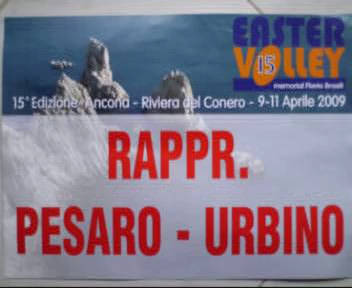 EASTER
VOLLEY
15
memorial Flavio Brasili
15ª Edizione Ancona - Riviera del Conero - 9-11 Aprile 2009
RAPPR.
PESARO - URBINO